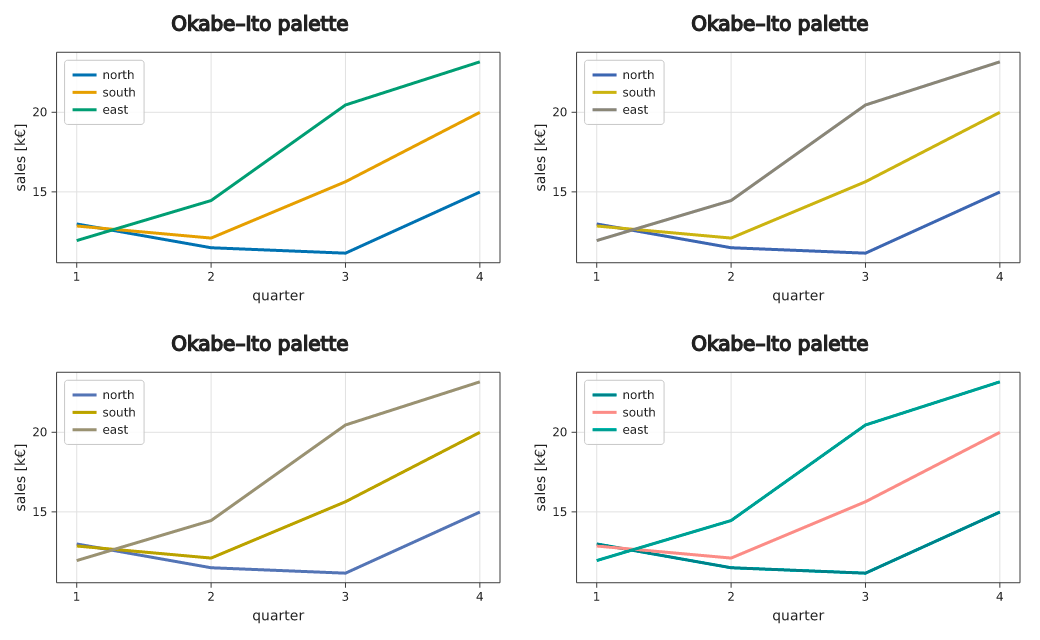 Okabe–Ito palette
north
south
east
20
15
sales [k€]
1 2 3 4
quarter
Okabe–Ito palette
north
south
east
20
15
sales [k€]
1 2 3 4
quarter
Okabe–Ito palette
north
south
east
20
15
sales [k€]
1 2 3 4
quarter
Okabe–Ito palette
north
south
east
20
15
sales [k€]
1 2 3 4
quarter